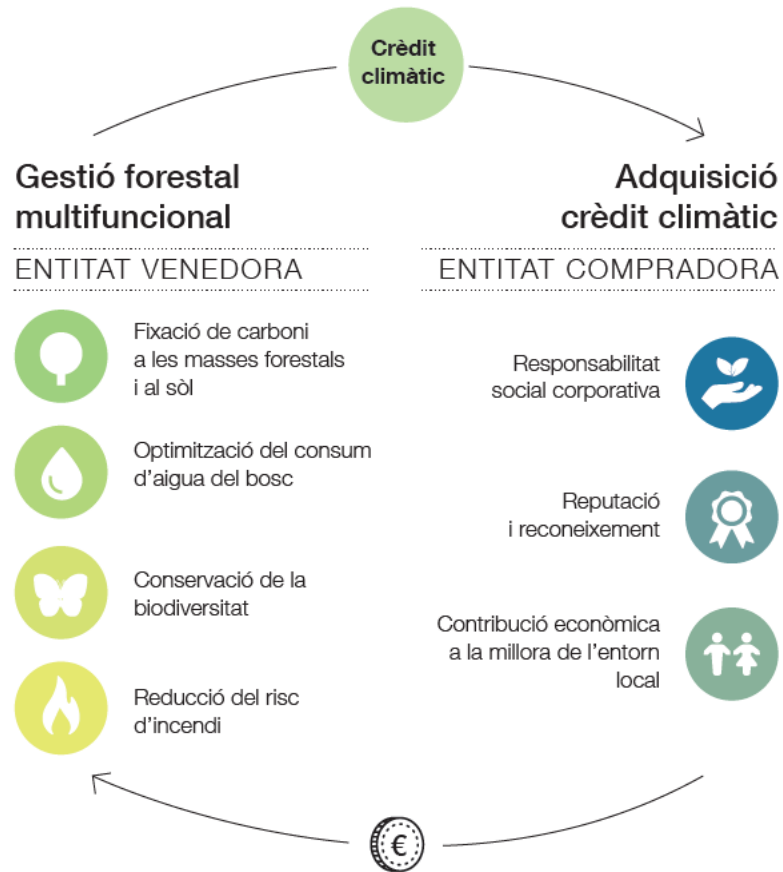 Crèdit
climàtic
Gestió forestal
multifuncional
ENTITAT VENEDORA
Fixació de carboni
a les masses forestals
i al sòl
Optimització del consum
d’aigua del bosc
Conservació de la
biodiversitat
Reducció del risc
d’incendi
Adquisició
crèdit climàtic
ENTITAT COMPRADORA
Responsabilitat
social corporativa
Reputació
i reconeixement
Contribució econòmica
a la millora de l’entorn
local
€